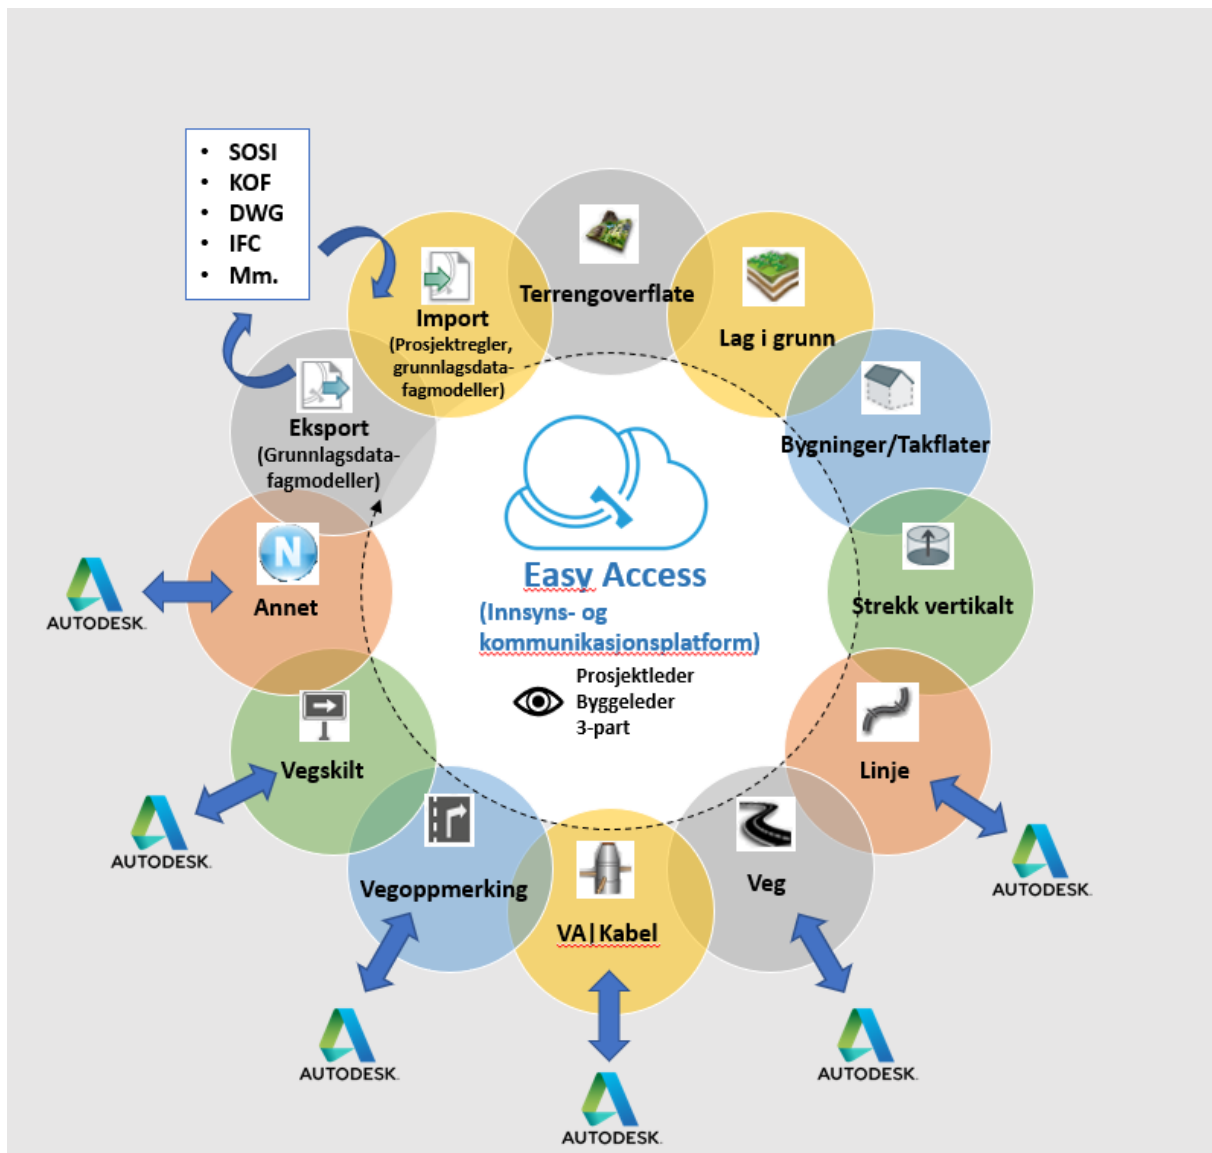 • SOSI
• KOF
• DWG
• IFC
• Mm.
Import
(Prosjektregler,
grunnlagsdata-
fagmodeller)
Terrengoverflate
Lag i grunn
Bygninger/Takflater
Strekk vertikalt
Linje
AUTODESK.
Veg
AUTODESK.
VA|Kabel
AUTODESK.
Vegoppmerking
AUTODESK.
Vegskilt
AUTODESK.
N
Annet
AUTODESK.
Eksport
(Grunnlagsdata-
fagmodeller)
Easy Access
(Innsyns- og
kommunikasjonsplatform)
Prosjektleder
Byggeleder
3-part